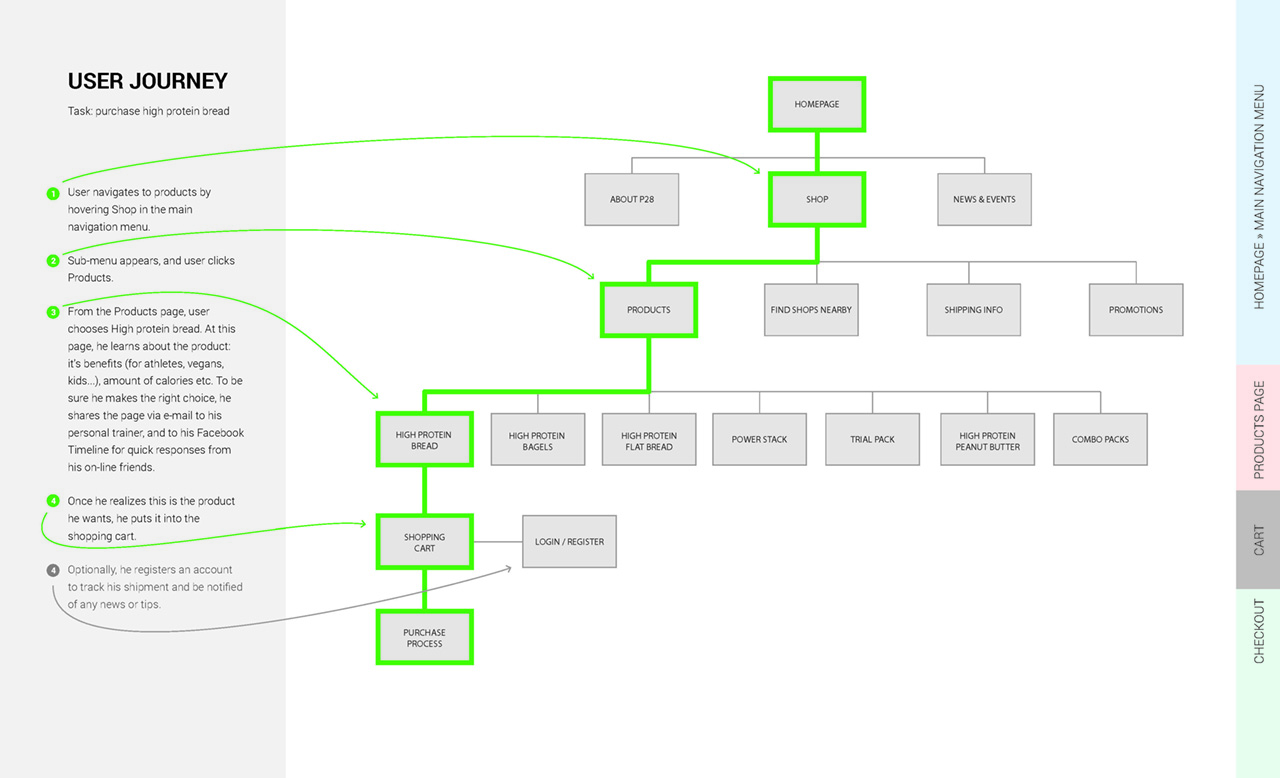 USER JOURNEY
Task: purchase high protein bread
1
User navigates to products by
hovering Shop in the main
navigation menu.
2
Sub-menu appears, and user clicks
Products.
3
From the Products page, user
chooses High protein bread. At this
page, he learns about the product:
it's benefits (for athletes, vegans,
kids...), amount of calories etc. To be
sure he makes the right choice, he
shares the page via e-mail to his
personal trainer, and to his Facebook
Timeline for quick responses from
his on-line friends.
4
Once he realizes this is the product
he wants, he puts it into the
shopping cart.
4
Optionally, he registers an account
to track his shipment and be notified
of any news or tips.
HOMEPAGE
ABOUT P28
SHOP
NEWS & EVENTS
PRODUCTS
FIND SHOPS NEARBY
SHIPPING INFO
PROMOTIONS
HIGH PROTEIN
BREAD
HIGH PROTEIN
BAGELS
HIGH PROTEIN
FLAT BREAD
POWER STACK
TRIAL PACK
HIGH PROTEIN
PEANUT BUTTER
COMBO PACKS
SHOPPING
CART
LOGIN / REGISTER
PURCHASE
PROCESS
HOMEPAGE » MAIN NAVIGATION MENU
PRODUCTS PAGE
CART
CHECKOUT